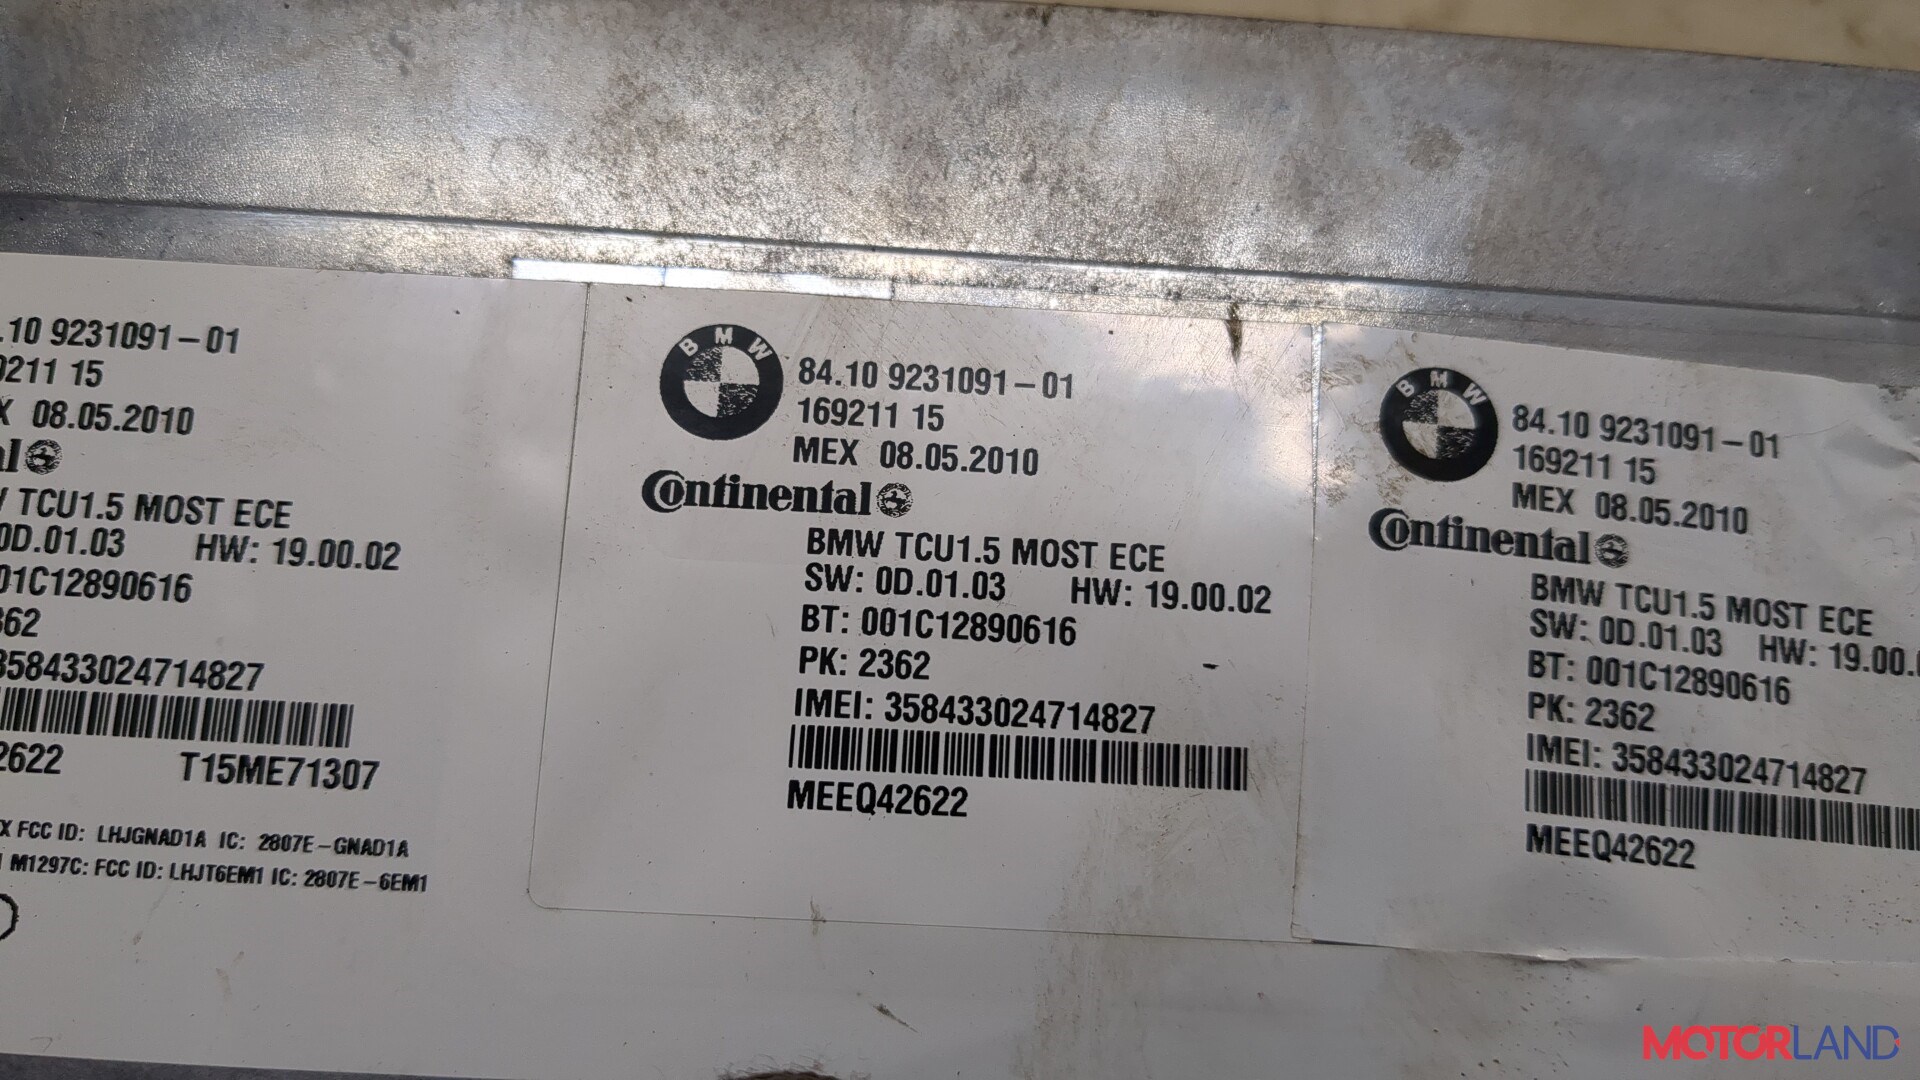 .10 9231091-01
9211 15
X 08.05.2010
al
TCU1.5 MOST ECE
0D.01.03 HW: 19.00.02
01C12890616
362
358433024714827
2622 T15ME71307
X FCC ID: LHJGNAD1A IC: 2807E-GNAD1A
M1297C: FCC ID: LHJT6EM1 IC: 2807E-6EM1
BMW
84.10 9231091-01
169211 15
MEX 08.05.2010
Continental
BMW TCU1.5 MOST ECE
SW: 0D.01.03 HW: 19.00.02
BT: 001C12890616
PK: 2362
IMEI: 358433024714827
MEEQ42622
BMW
84.10 9231091-01
169211 15
MEX 08.05.2010
Continental
BMW TCU1.5 MOST ECE
SW: 0D.01.03 HW: 19.00.
BT: 001C12890616
PK: 2362
IMEI: 358433024714827
MEEQ42622
MOTORLAND